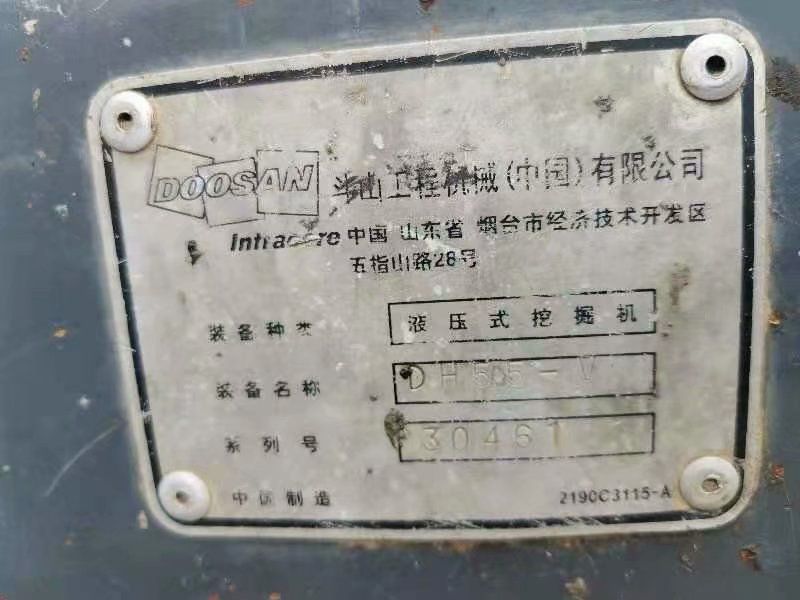 DOOSAN 斗山工程机械(中国)有限公司
Infracore 中国 山东省 烟台市经济技术开发区
五指山路28号
装备种类 液压式挖掘机
装备名称 DH505-V
系列号 30461
中国制造 2190C3115-A